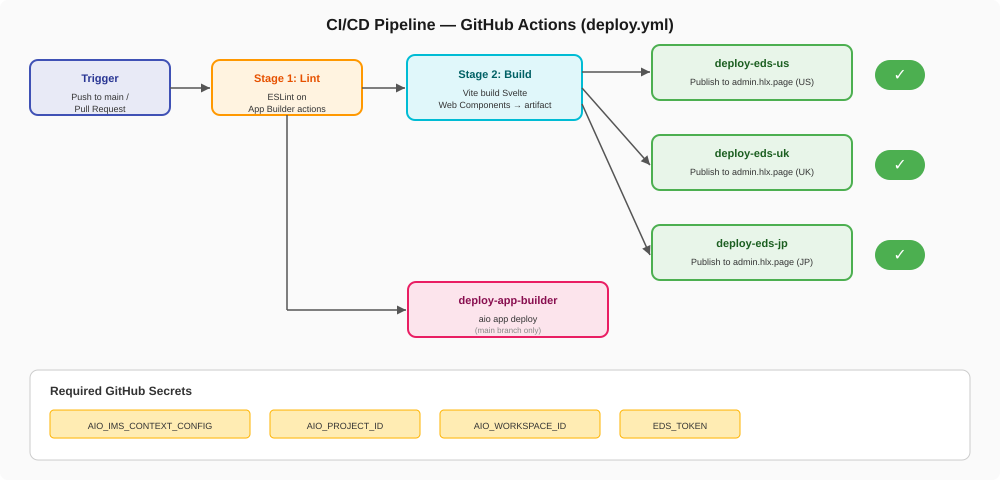 CI/CD Pipeline — GitHub Actions (deploy.yml)
Trigger
Push to main /
Pull Request
Stage 1: Lint
ESLint on
App Builder actions
Stage 2: Build
Vite build Svelte
Web Components → artifact
deploy-eds-us
Publish to admin.hlx.page (US)
✓
deploy-eds-uk
Publish to admin.hlx.page (UK)
✓
deploy-eds-jp
Publish to admin.hlx.page (JP)
✓
deploy-app-builder
aio app deploy
(main branch only)
Required GitHub Secrets
AIO_IMS_CONTEXT_CONFIG
AIO_PROJECT_ID
AIO_WORKSPACE_ID
EDS_TOKEN